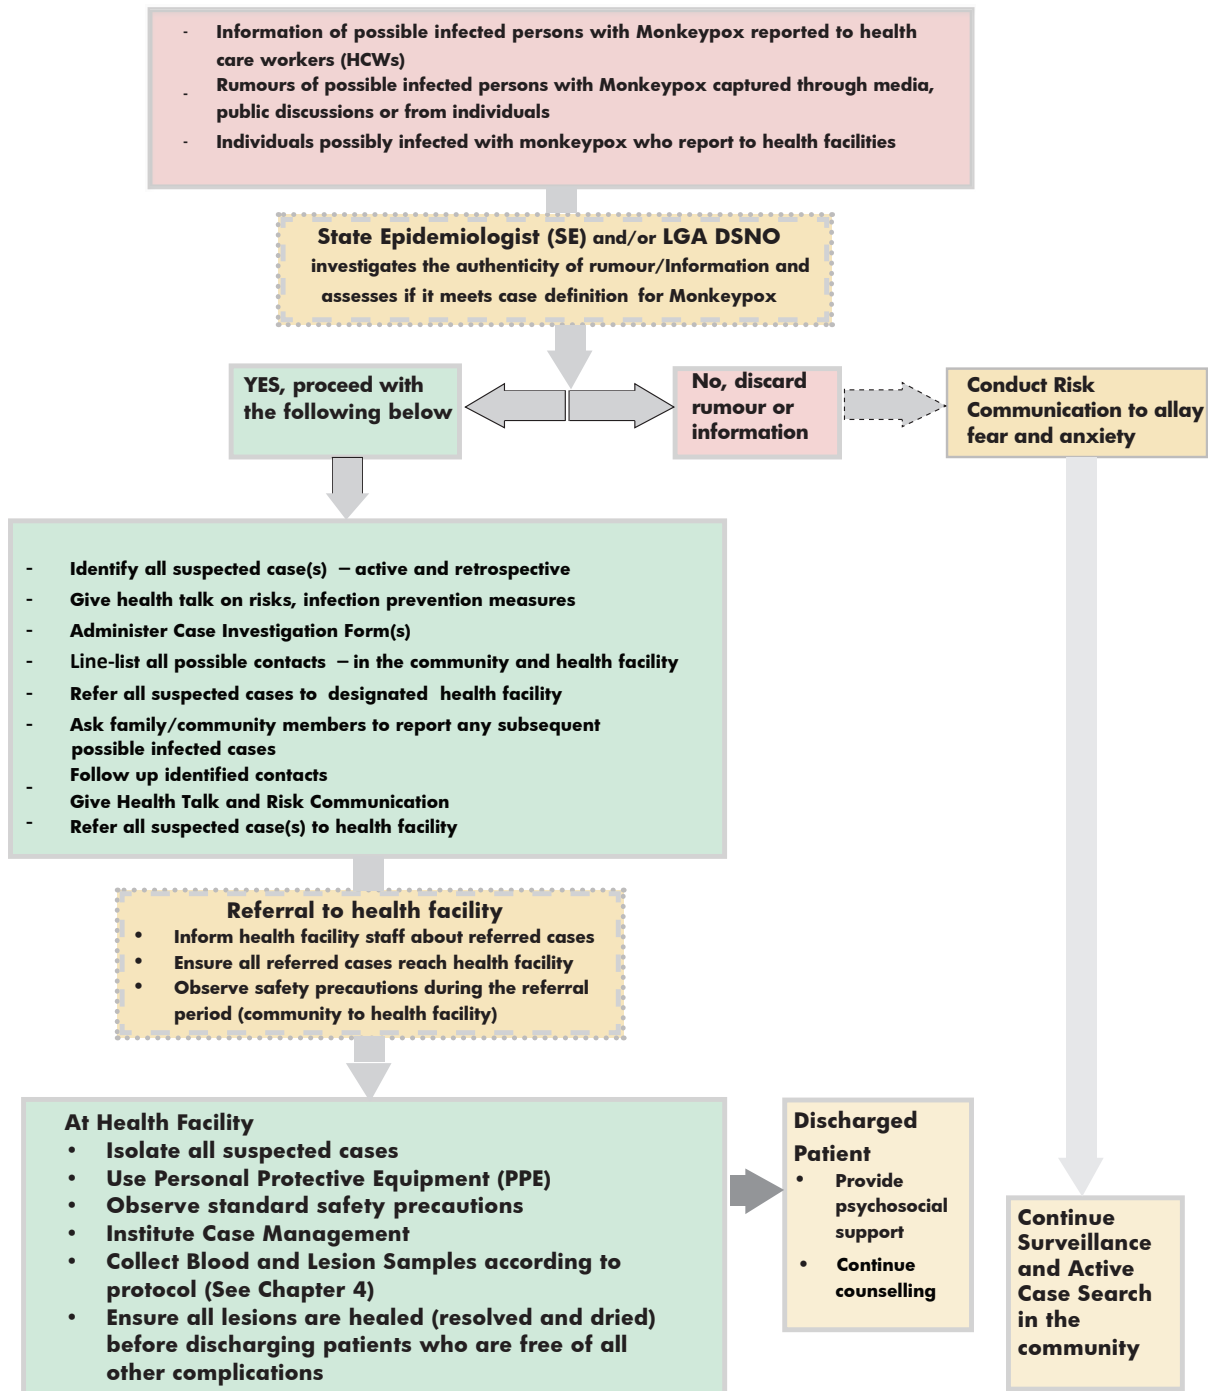 - Information of possible infected persons with Monkeypox reported to health
care workers (HCWs)
- Rumours of possible infected persons with Monkeypox captured through media,
public discussions or from individuals
- Individuals possibly infected with monkeypox who report to health facilities
State Epidemiologist (SE) and/or LGA DSNO
investigates the authenticity of rumour/Information and
assesses if it meets case definition for Monkeypox
YES, proceed with
the following below
No, discard
rumour or
information
Conduct Risk
Communication to allay
fear and anxiety
- Identify all suspected case(s) – active and retrospective
- Give health talk on risks, infection prevention measures
- Administer Case Investigation Form(s)
- Line-list all possible contacts – in the community and health facility
- Refer all suspected cases to designated health facility
- Ask family/community members to report any subsequent
possible infected cases
Follow up identified contacts
- Give Health Talk and Risk Communication
- Refer all suspected case(s) to health facility
Referral to health facility
• Inform health facility staff about referred cases
• Ensure all referred cases reach health facility
• Observe safety precautions during the referral
period (community to health facility)
At Health Facility
• Isolate all suspected cases
• Use Personal Protective Equipment (PPE)
• Observe standard safety precautions
• Institute Case Management
• Collect Blood and Lesion Samples according to
protocol (See Chapter 4)
• Ensure all lesions are healed (resolved and dried)
before discharging patients who are free of all
other complications
Discharged
Patient
• Provide
psychosocial
support
• Continue
counselling
Continue
Surveillance
and Active
Case Search
in the
community